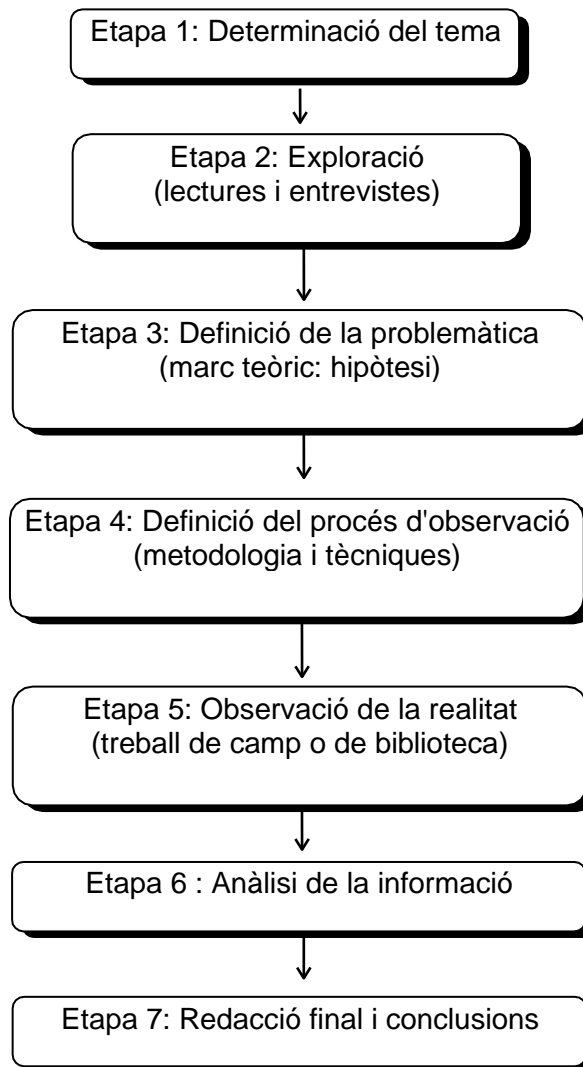 Etapa 1: Determinació del tema
Etapa 2: Exploració
(lectures i entrevistes)
Etapa 3: Definició de la problemàtica
(marc teòric: hipòtesi)
Etapa 4: Definició del procés d'observació
(metodologia i tècniques)
Etapa 5: Observació de la realitat
(treball de camp o de biblioteca)
Etapa 6 : Anàlisi de la informació
Etapa 7: Redacció final i conclusions